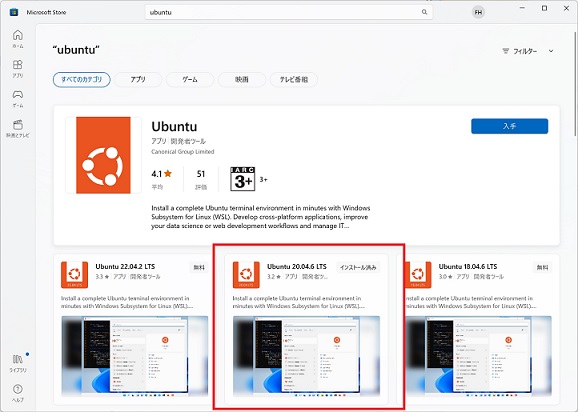 Microsoft Store
ubuntu
FH
ホーム
アプリ
ゲーム
映画とテレビ
"ubuntu"
フィルター
すべてのカテゴリ
アプリ
ゲーム
映画
テレビ番組
Ubuntu
アプリ 開発者ツール
Canonical Group Limited
4.1★
平均
51
評価
IARC
3+
3+
入手
Install a complete Ubuntu terminal environment in minutes with Windows
Subsystem for Linux (WSL). Develop cross-platform applications, improve
your data science or web development workflows and manage IT...
Ubuntu 22.04.2 LTS
無料
3.3 ★ アプリ 開発者ツール
Install a complete Ubuntu terminal environment in
minutes with Windows Subsystem for Linux (WSL)....
Ubuntu 20.04.6 LTS
インストール済み
3.2 ★ アプリ 開発者ツ...
Install a complete Ubuntu terminal environment in
minutes with Windows Subsystem for Linux (WSL)....
Ubuntu 18.04.6 LTS
無料
3.0 ★ アプリ 開発者ツール
Install a complete Ubuntu terminal environment in
minutes with Windows Subsystem for Linux (WSL)....
ライブラリ
ヘルプ